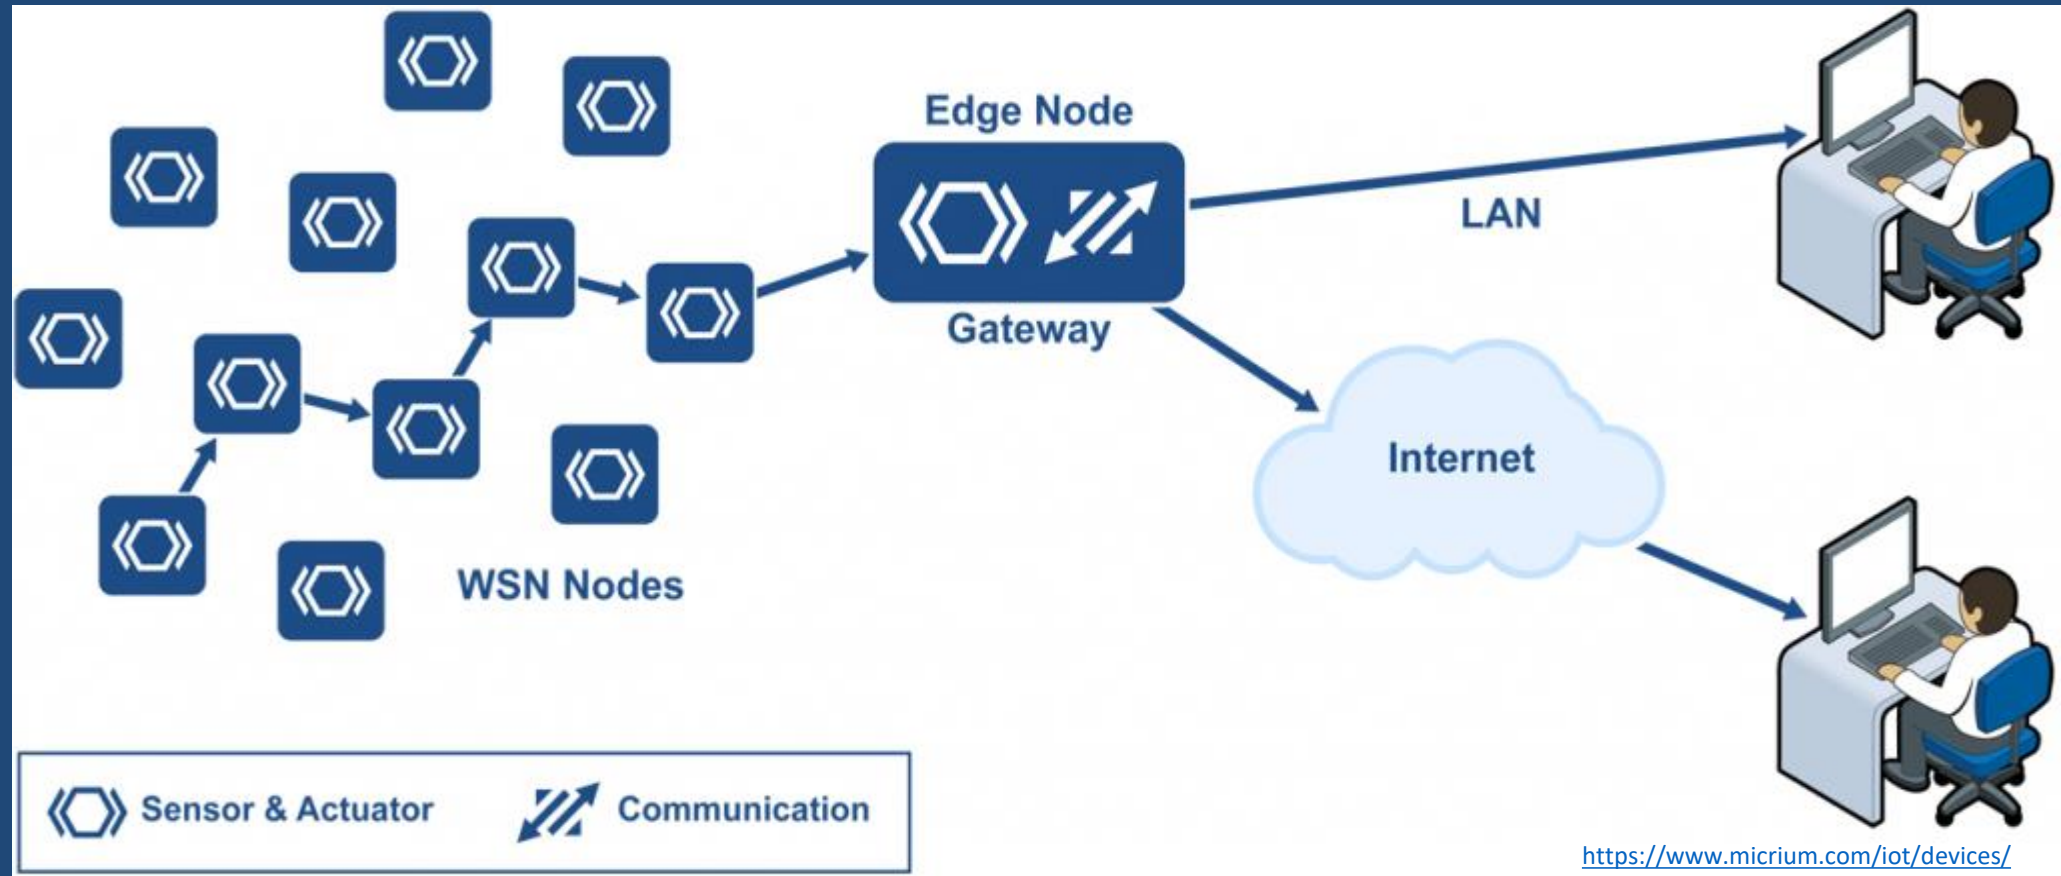 Edge Node
Gateway
LAN
Internet
WSN Nodes
Sensor & Actuator
Communication
https://www.micrium.com/iot/devices/